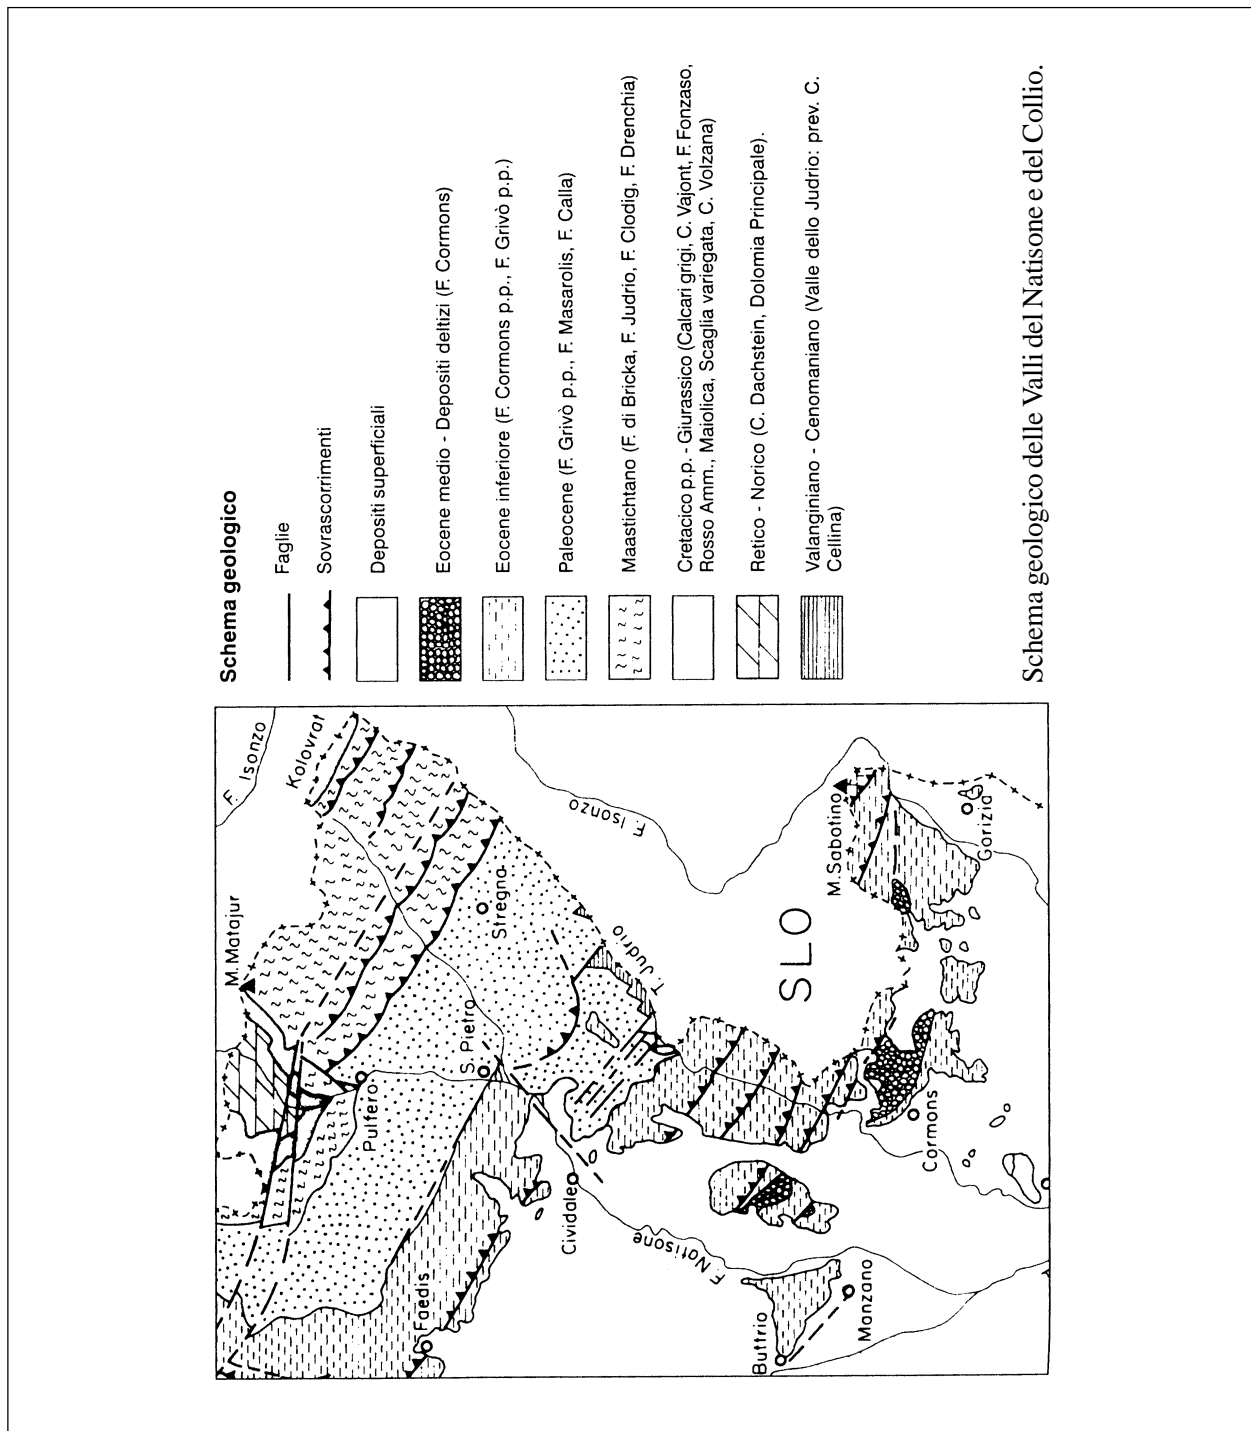 Schema geologico
Faglie
Sovrascorrimenti
Depositi superficiali
Eocene medio - Depositi deltizi (F. Cormons)
Eocene inferiore (F. Cormons p.p., F. Grivò p.p.)
Paleocene (F. Grivò p.p., F. Masarolis, F. Calla)
Maastichtano (F. di Bricka, F. Judrio, F. Clodig, F. Drenchia)
Cretacico p.p. - Giurassico (Calcari grigi, C. Vajont, F. Fonzaso,
Rosso Amm., Maiolica, Scaglia variegata, C. Volzana)
Retico - Norico (C. Dachstein, Dolomia Principale).
Valanginiano - Cenomaniano (Valle dello Judrio: prev. C.
Cellina)
F. Isonzo
Kolovrat
M. Matajur
Stregna
S. Pietro
Pulfero
T. Judrio
F. Isonzo
M. Sabotino
Gorizia
SLO
Cormons
Cividale
F. Natisone
Faedis
Buttrio
Manzano
Schema geologico delle Valli del Natisone e del Collio.